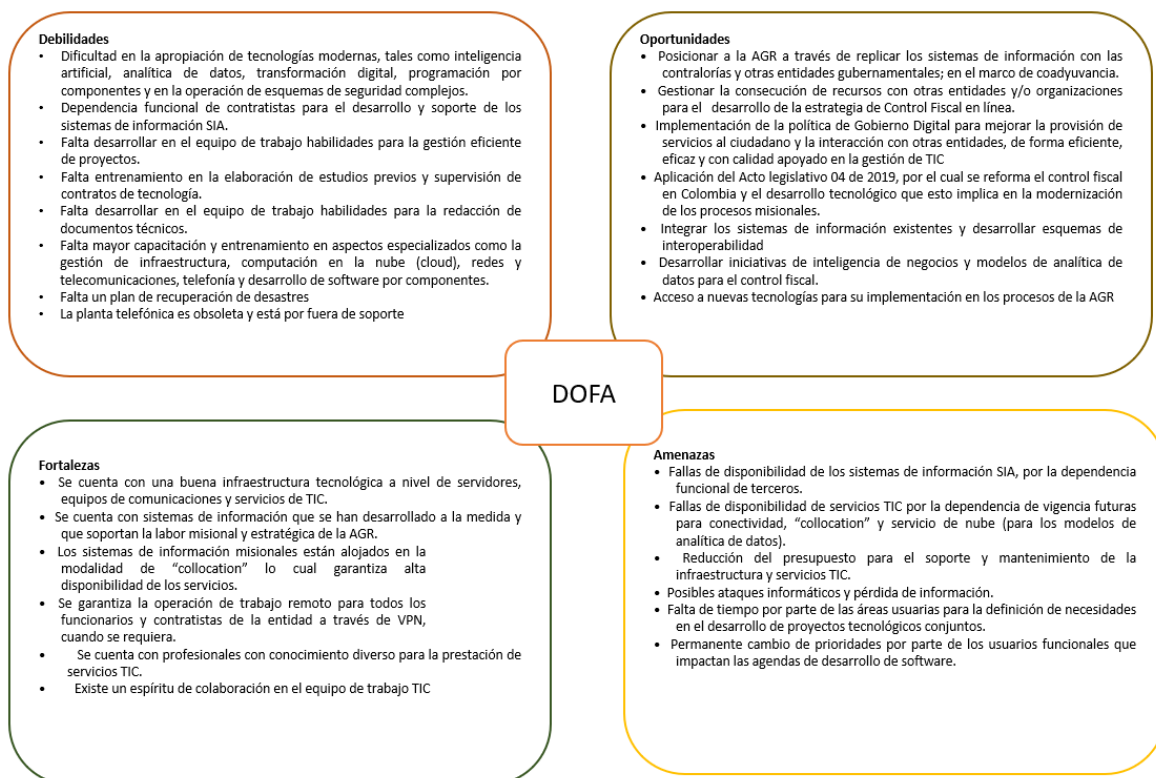 Debilidades
• Dificultad en la apropiación de tecnologías modernas, tales como inteligencia
artificial, analítica de datos, transformación digital, programación por
componentes y en la operación de esquemas de seguridad complejos.
• Dependencia funcional de contratistas para el desarrollo y soporte de los
sistemas de información SIA.
• Falta desarrollar en el equipo de trabajo habilidades para la gestión eficiente
de proyectos.
• Falta entrenamiento en la elaboración de estudios previos y supervisión de
contratos de tecnología.
• Falta desarrollar en el equipo de trabajo habilidades para la redacción de
documentos técnicos.
• Falta mayor capacitación y entrenamiento en aspectos especializados como la
gestión de infraestructura, computación en la nube (cloud), redes y
telecomunicaciones, telefonía y desarrollo de software por componentes.
• Falta un plan de recuperación de desastres
• La planta telefónica es obsoleta y está por fuera de soporte
Oportunidades
• Posicionar a la AGR a través de replicar los sistemas de información con las
contralorías y otras entidades gubernamentales; en el marco de coadyuvancia.
• Gestionar la consecución de recursos con otras entidades y/o organizaciones
para el desarrollo de la estrategia de Control Fiscal en línea.
• Implementación de la política de Gobierno Digital para mejorar la provisión de
servicios al ciudadano y la interacción con otras entidades, de forma eficiente,
eficaz y con calidad apoyado en la gestión de TIC
• Aplicación del Acto legislativo 04 de 2019, por el cual se reforma el control fiscal
en Colombia y el desarrollo tecnológico que esto implica en la modernización
de los procesos misionales.
• Integrar los sistemas de información existentes y desarrollar esquemas de
interoperabilidad
• Desarrollar iniciativas de inteligencia de negocios y modelos de analítica de
datos para el control fiscal.
• Acceso a nuevas tecnologías para su implementación en los procesos de la AGR
DOFA
Fortalezas
• Se cuenta con una buena infraestructura tecnológica a nivel de servidores,
equipos de comunicaciones y servicios de TIC.
• Se cuenta con sistemas de información que se han desarrollado a la medida y
que soportan la labor misional y estratégica de la AGR.
• Los sistemas de información misionales están alojados en la
modalidad de “collocation” lo cual garantiza alta
disponibilidad de los servicios.
• Se garantiza la operación de trabajo remoto para todos los
funcionarios y contratistas de la entidad a través de VPN,
cuando se requiera.
• Se cuenta con profesionales con conocimiento diverso para la prestación de
servicios TIC.
• Existe un espíritu de colaboración en el equipo de trabajo TIC
Amenazas
• Fallas de disponibilidad de los sistemas de información SIA, por la dependencia
funcional de terceros.
• Fallas de disponibilidad de servicios TIC por la dependencia de vigencia futuras
para conectividad, “collocation” y servicio de nube (para los modelos de
analítica de datos).
• Reducción del presupuesto para el soporte y mantenimiento de la
infraestructura y servicios TIC.
• Posibles ataques informáticos y pérdida de información.
• Falta de tiempo por parte de las áreas usuarias para la definición de necesidades
en el desarrollo de proyectos tecnológicos conjuntos.
• Permanente cambio de prioridades por parte de los usuarios funcionales que
impactan las agendas de desarrollo de software.